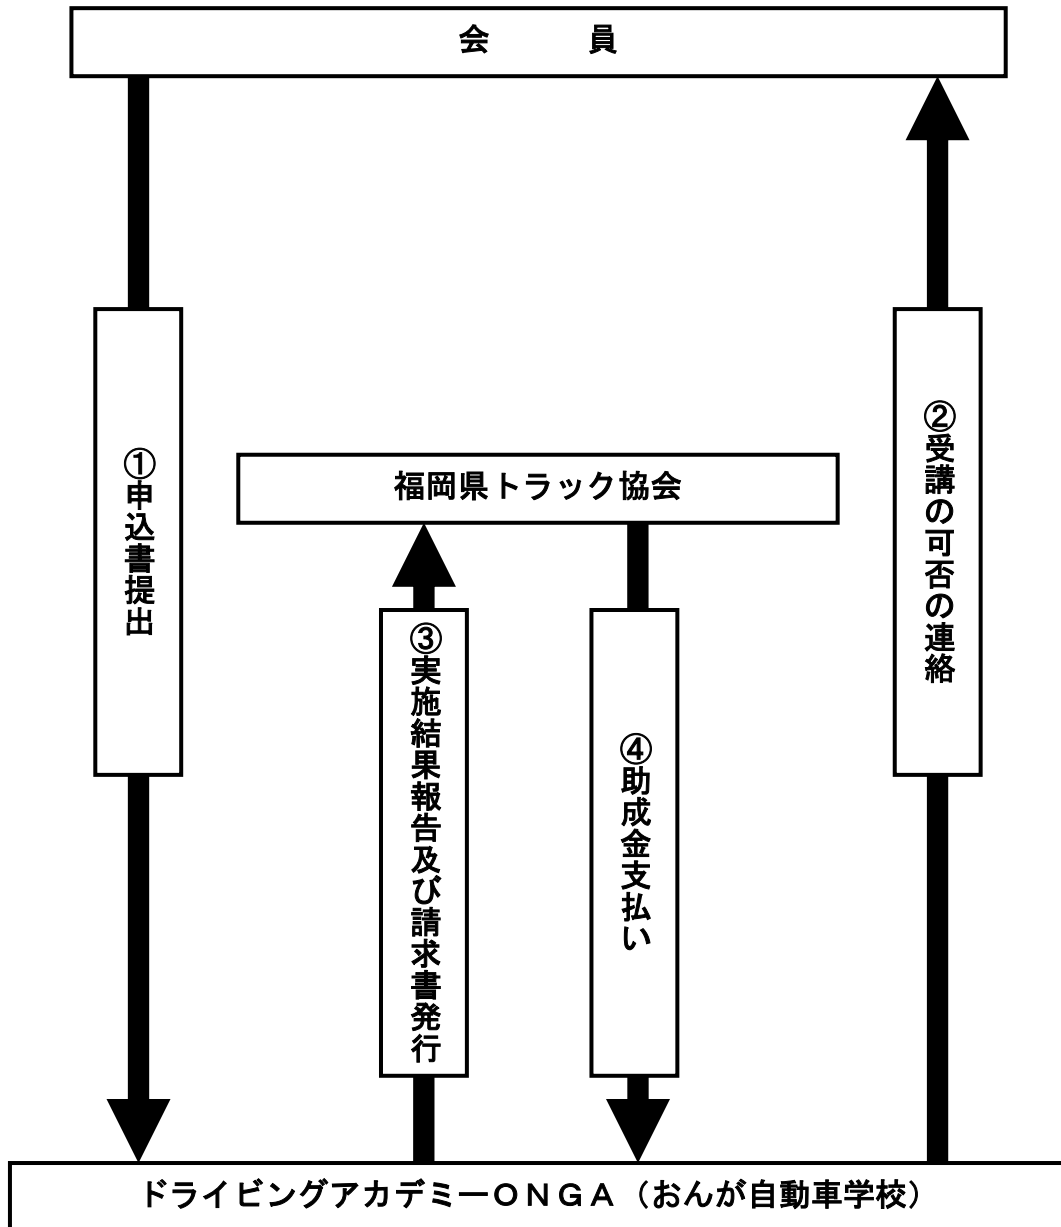 会　員
①申込書提出
②受講の可否の連絡
福岡県トラック協会
③実施結果報告及び請求書発行
④助成金支払い
ドライビングアカデミーＯＮＧＡ（おんが自動車学校）